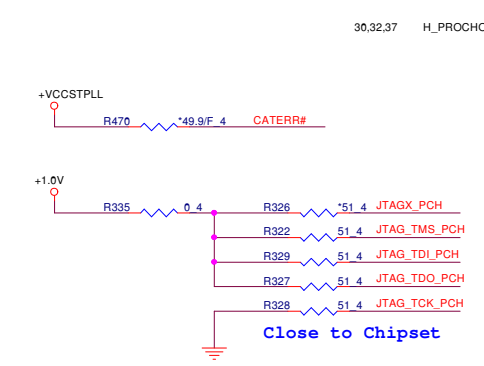 30,32,37 H_PROCHO
+VCCSTPLL
R470 *49.9/F_4 CATERR#
+1.0V
R335 0_4 R326 *51_4 JTAGX_PCH
R322 51_4 JTAG_TMS_PCH
R329 51_4 JTAG_TDI_PCH
R327 51_4 JTAG_TDO_PCH
R328 51_4 JTAG_TCK_PCH
Close to Chipset